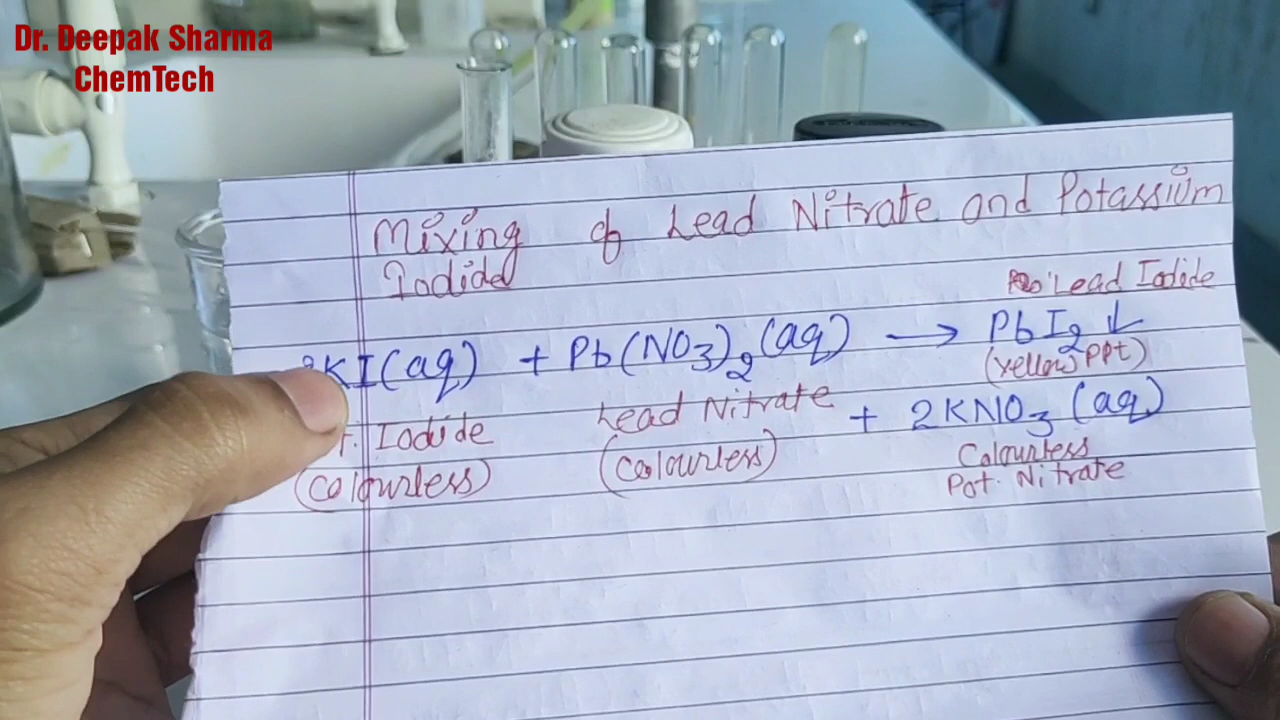 Dr. Deepak Sharma
ChemTech
Mixing of Lead Nitrate and Potassium
Iodide
Lead Iodide
2KI(aq) + Pb(NO3)2 (aq) → PbI2 ↓
(Yellow PPt)
Iodide Lead Nitrate + 2KNO3 (aq)
(Colourless) (Colourless) Colourless
Pot. Nitrate